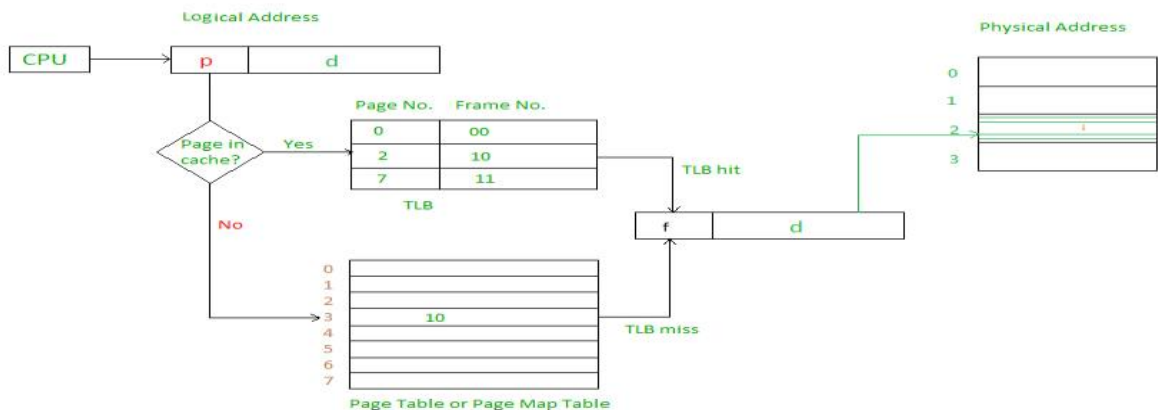 Logical Address
Physical Address
CPU
p d
Page in
cache?
Yes
No
Page No. Frame No.
0 00
2 10
7 11
TLB
TLB hit
f d
0
1
2 i
3
0
1
2
3 10
4
5
6
7
TLB miss
Page Table or Page Map Table